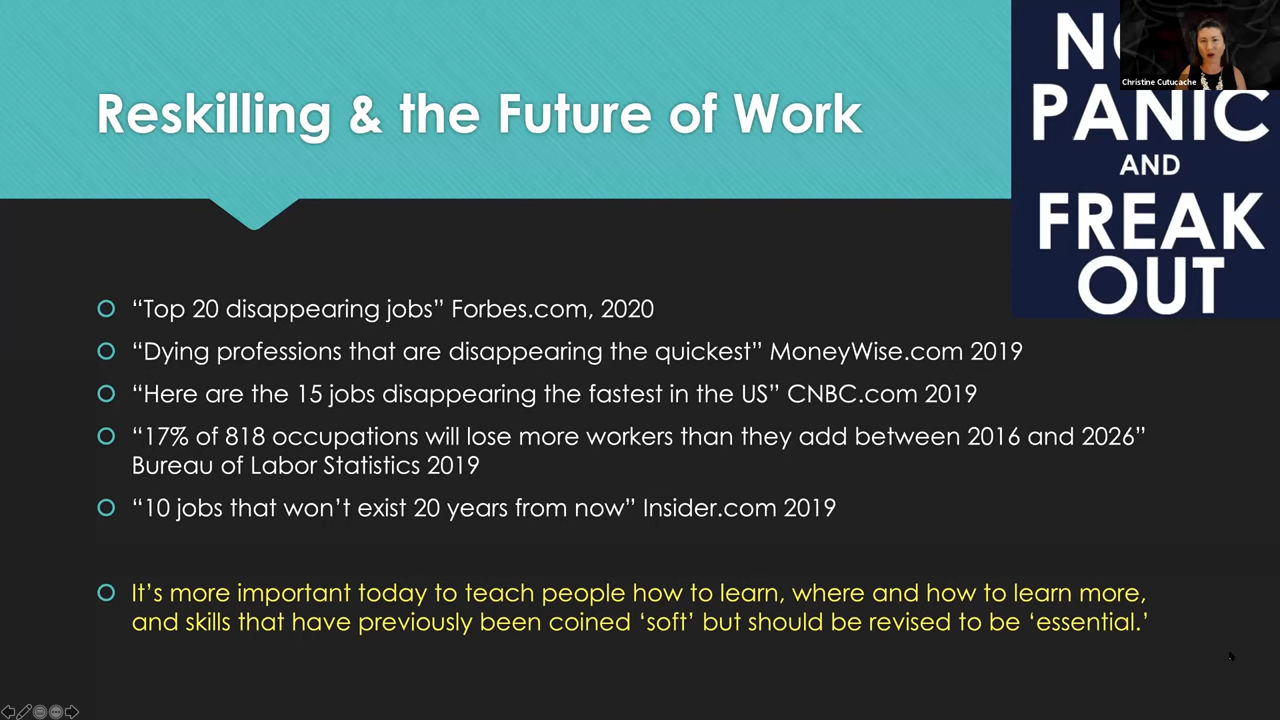 Reskilling & the Future of Work
PANIC
AND
FREAK
OUT
Christine Cutucache
“Top 20 disappearing jobs” Forbes.com, 2020
“Dying professions that are disappearing the quickest” MoneyWise.com 2019
“Here are the 15 jobs disappearing the fastest in the US” CNBC.com 2019
“17% of 818 occupations will lose more workers than they add between 2016 and 2026”
Bureau of Labor Statistics 2019
“10 jobs that won’t exist 20 years from now” Insider.com 2019
It’s more important today to teach people how to learn, where and how to learn more,
and skills that have previously been coined ‘soft’ but should be revised to be ‘essential.’